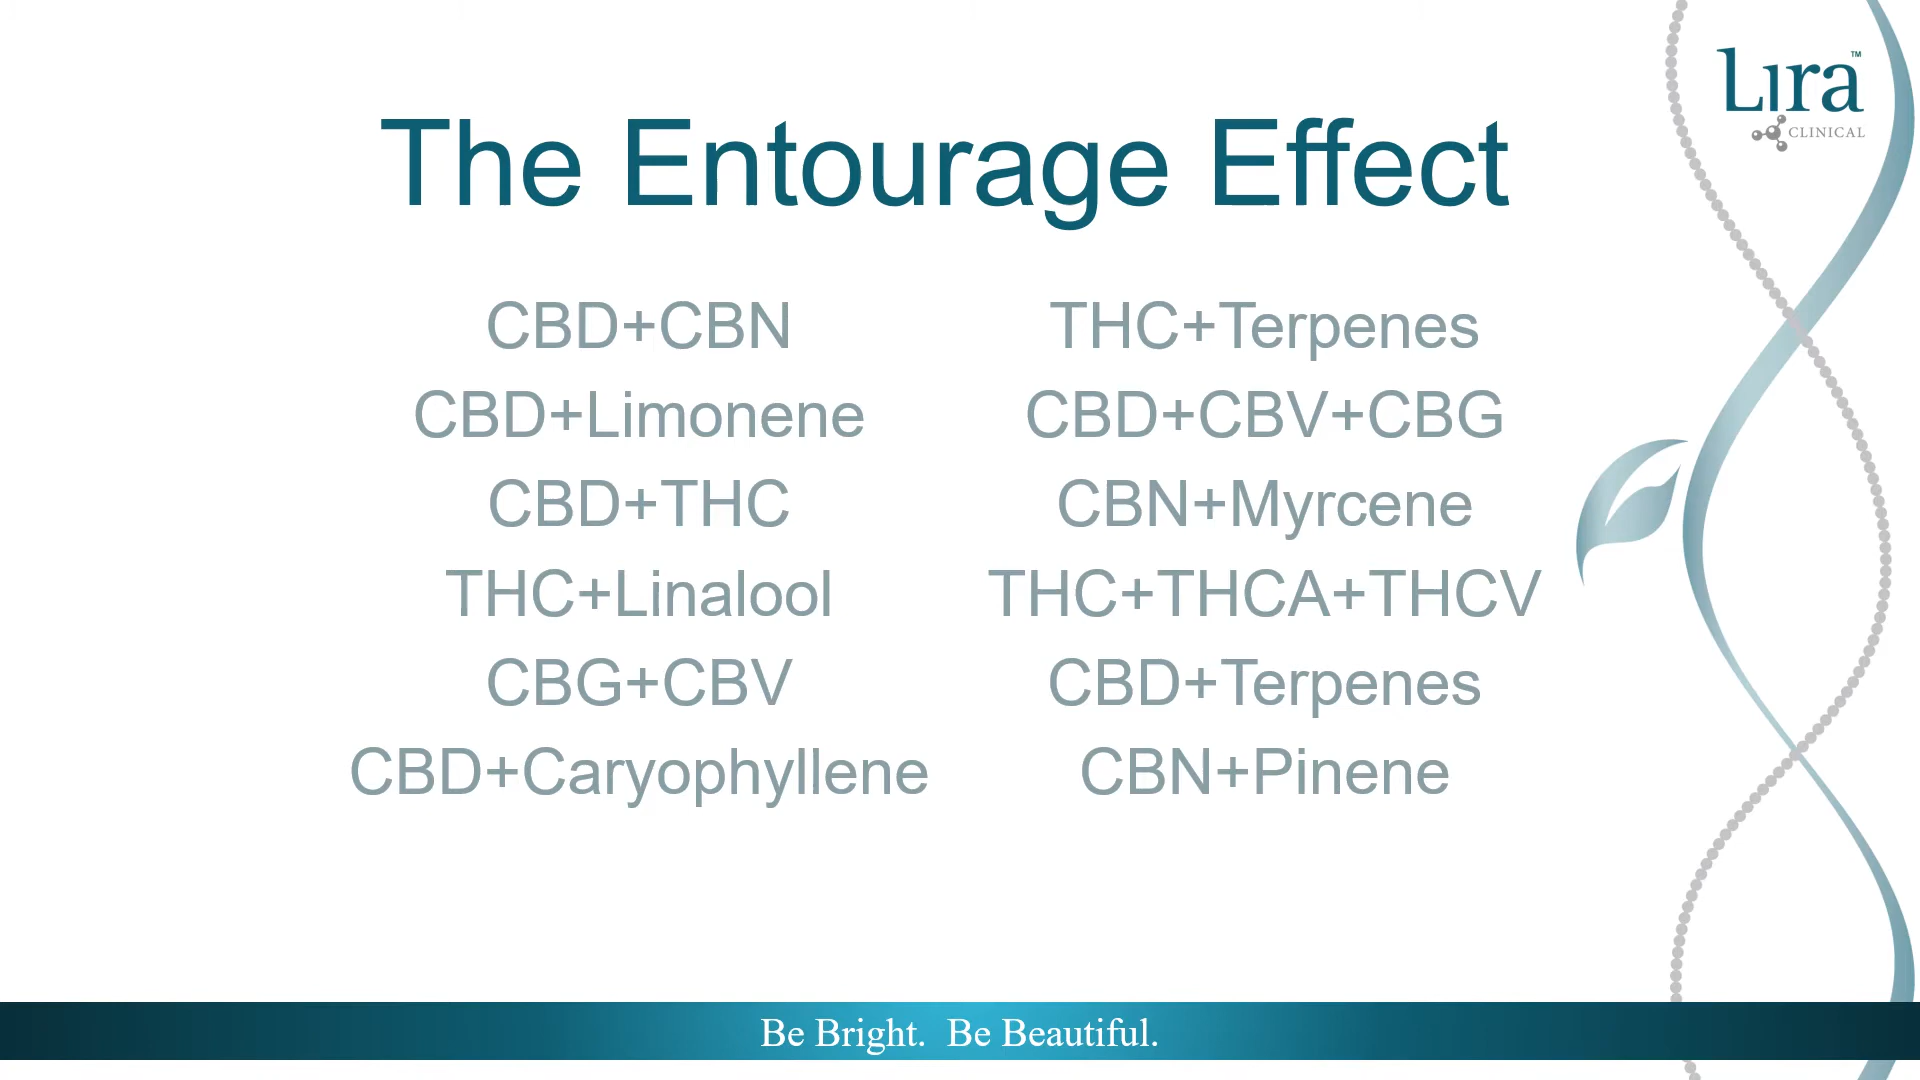 Lira™
CLINICAL
The Entourage Effect
CBD+CBN
CBD+Limonene
CBD+THC
THC+Linalool
CBG+CBV
CBD+Caryophyllene
THC+Terpenes
CBD+CBV+CBG
CBN+Myrcene
THC+THCA+THCV
CBD+Terpenes
CBN+Pinene
Be Bright.  Be Beautiful.